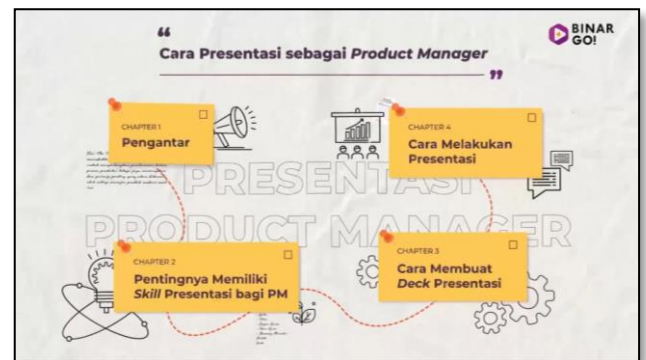 “
Cara Presentasi sebagai Product Manager
”
BINAR
GO!
CHAPTER 1
Pengantar
CHAPTER 4
Cara Melakukan
Presentasi
PRESENTASI
PRODUCT MANAGER
CHAPTER 2
Pentingnya Memiliki
Skill Presentasi bagi PM
CHAPTER 3
Cara Membuat
Deck Presentasi